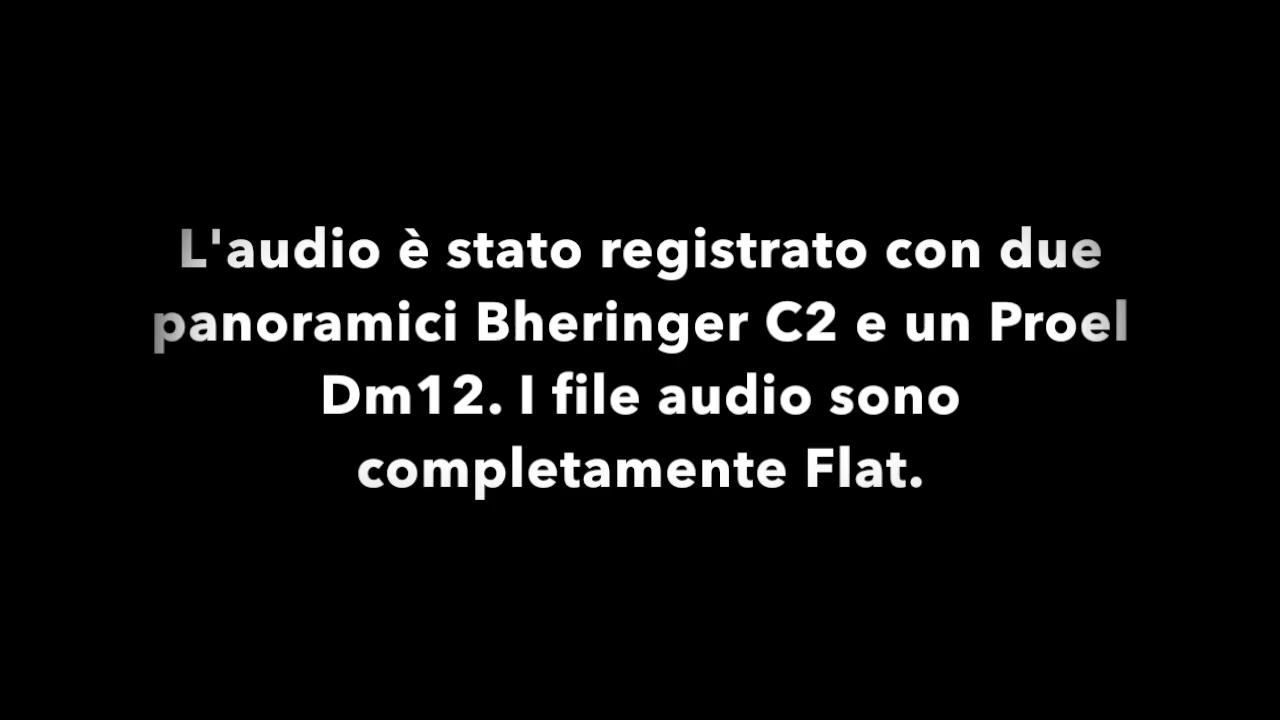 L'audio è stato registrato con due
panoramici Bheringer C2 e un Proel
Dm12. I file audio sono
completamente Flat.